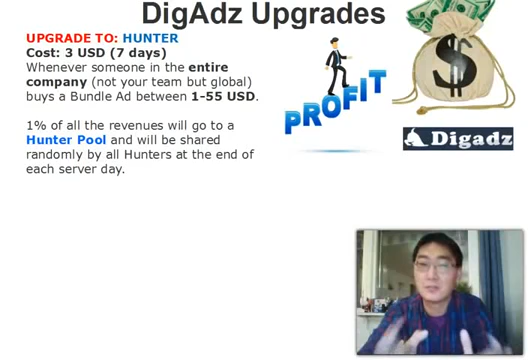 DigAdz Upgrades
UPGRADE TO: HUNTER
Cost: 3 USD (7 days)
Whenever someone in the entire
company (not your team but global)
buys a Bundle Ad between 1-55 USD.
1% of all the revenues will go to a
Hunter Pool and will be shared
randomly by all Hunters at the end of
each server day.
PROFIT
$
Digadz